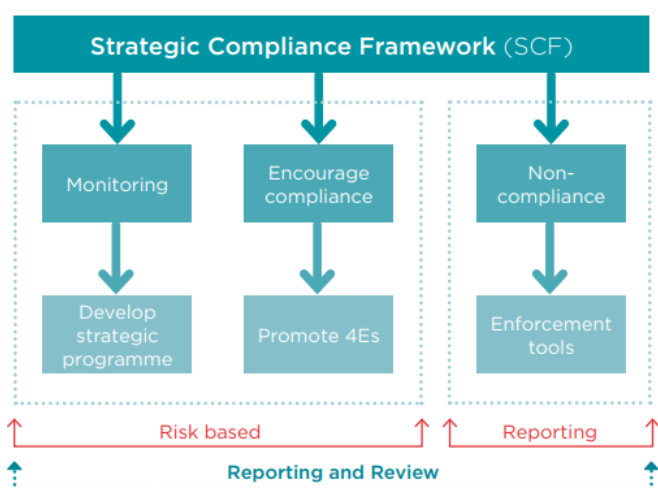 Strategic Compliance Framework (SCF)
Monitoring
Encourage
compliance
Non-
compliance
Develop
strategic
programme
Promote 4Es
Enforcement
tools
Risk based
Reporting
Reporting and Review